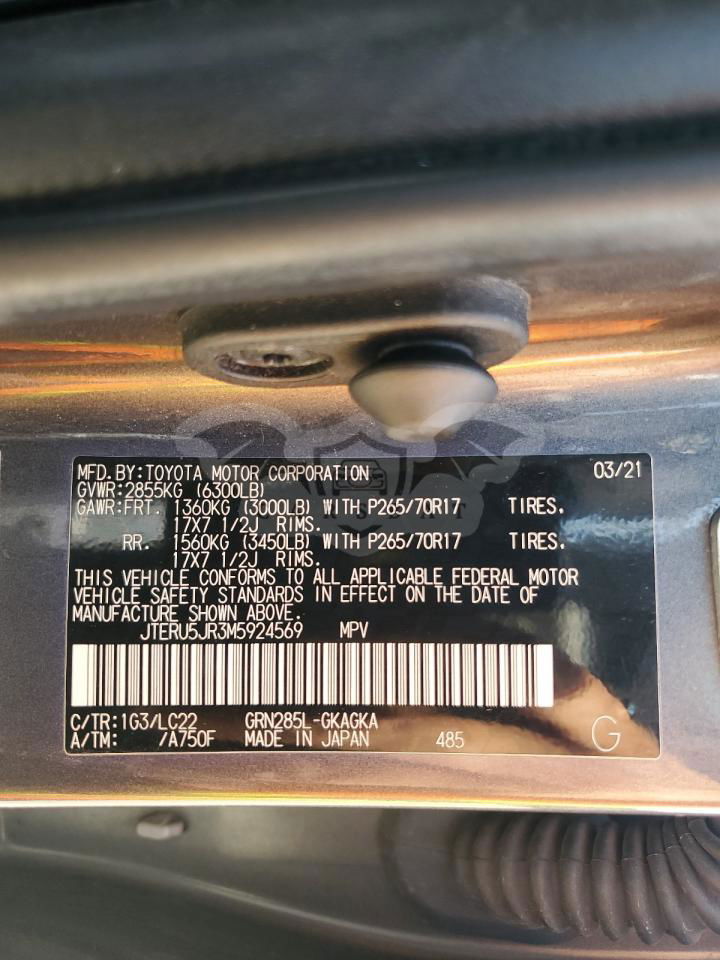 MFD. BY: TOYOTA MOTOR CORPORATION 03/21
GVWR: 2855KG (6300LB)
GAWR: FRT. 1360KG (3000LB) WITH P265/70R17 TIRES.
17X7 1/2J RIMS.
RR. 1560KG (3450LB) WITH P265/70R17 TIRES.
17X7 1/2J RIMS.
THIS VEHICLE CONFORMS TO ALL APPLICABLE FEDERAL MOTOR
VEHICLE SAFETY STANDARDS IN EFFECT ON THE DATE OF
MANUFACTURE SHOWN ABOVE.
JTERU5JR3M5924569 MPV
C/TR: 1G3/LC22 GRN285L-GKAGKA
A/TM: /A750F MADE IN JAPAN 485 G